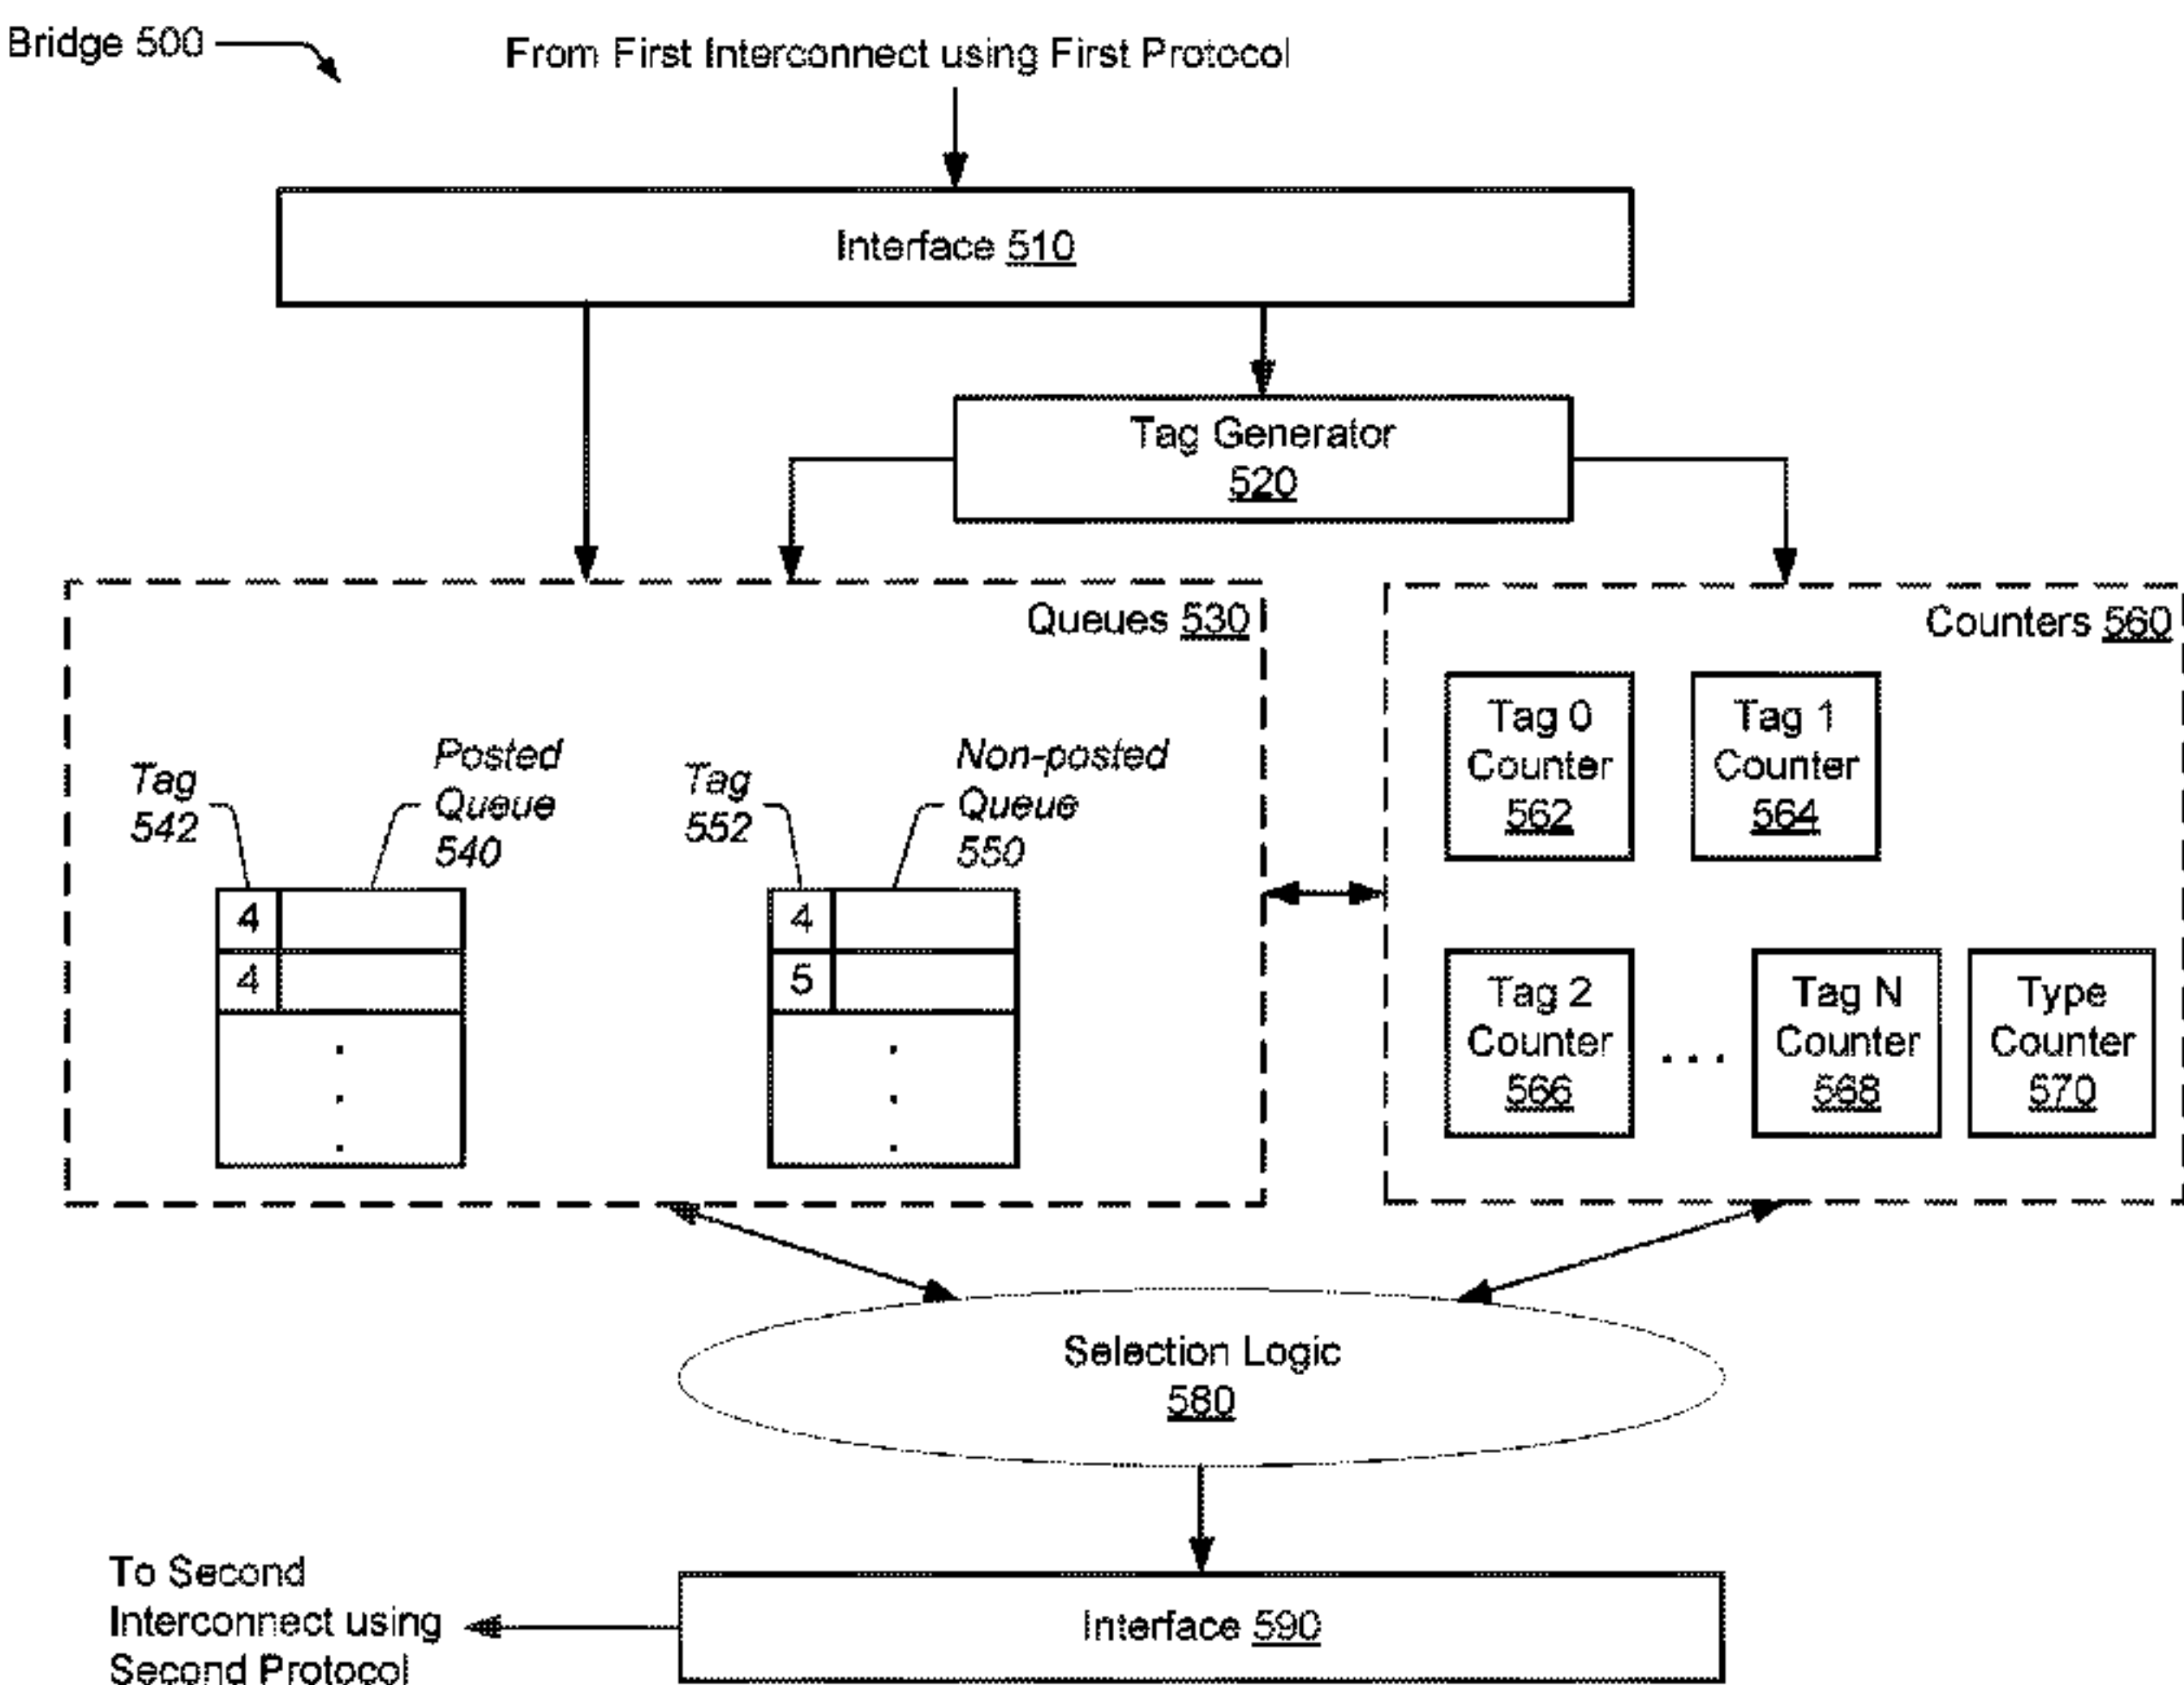 Bridge 500
From First Interconnect using First Protocol
Interface 510
Tag Generator
520
Queues 530
Counters 560
Tag
542
Posted
Queue
540
Tag
552
Non-posted
Queue
550
4
4
4
5
Tag 0
Counter
562
Tag 1
Counter
564
Tag 2
Counter
566
. . .
Tag N
Counter
568
Type
Counter
570
Selection Logic
580
To Second
Interconnect using
Second Protocol
Interface 590